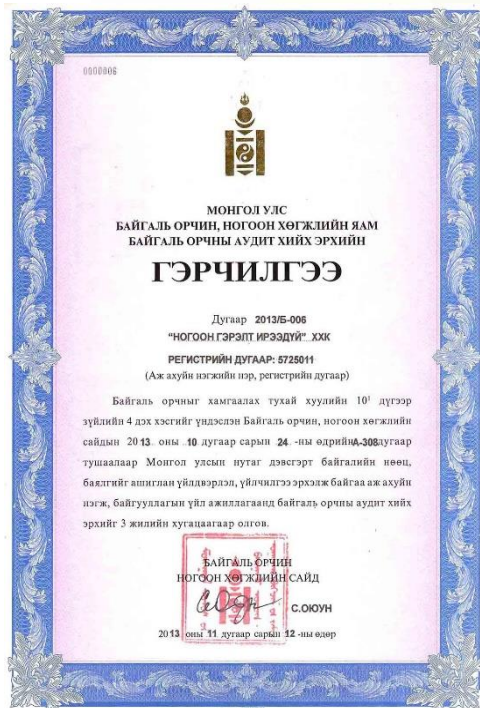 0000006
МОНГОЛ УЛС
БАЙГАЛЬ ОРЧИН, НОГООН ХӨГЖЛИЙН ЯАМ
БАЙГАЛЬ ОРЧНЫ АУДИТ ХИЙХ ЭРХИЙН
ГЭРЧИЛГЭЭ
Дугаар 2013/Б-006
“НОГООН ГЭРЭЛТ ИРЭЭДҮЙ” ХХК
РЕГИСТРИЙН ДУГААР: 5725011
(Аж ахуйн нэгжийн нэр, регистрийн дугаар)
Байгаль орчныг хамгаалах тухай хуулийн 10¹ дүгээр
зүйлийн 4 дэх хэсгийг үндэслэн Байгаль орчин, ногоон хөгжлийн
сайдын 2013 оны 10 дугаар сарын 24 -ны өдрийн А-308 дугаар
тушаалаар Монгол улсын нутаг дэвсгэрт байгалийн нөөц,
баялгийг ашиглан үйлдвэрлэл, үйлчилгээ эрхэлж байгаа аж ахуйн
нэгж, байгууллагын үйл ажиллагаанд байгаль орчны аудит хийх
эрхийг 3 жилийн хугацаагаар олгов.
БАЙГАЛЬ ОРЧИН
НОГООН ХӨГЖЛИЙН САЙД
С.ОЮУН
2013 оны 11 дугаар сарын 12 -ны өдөр